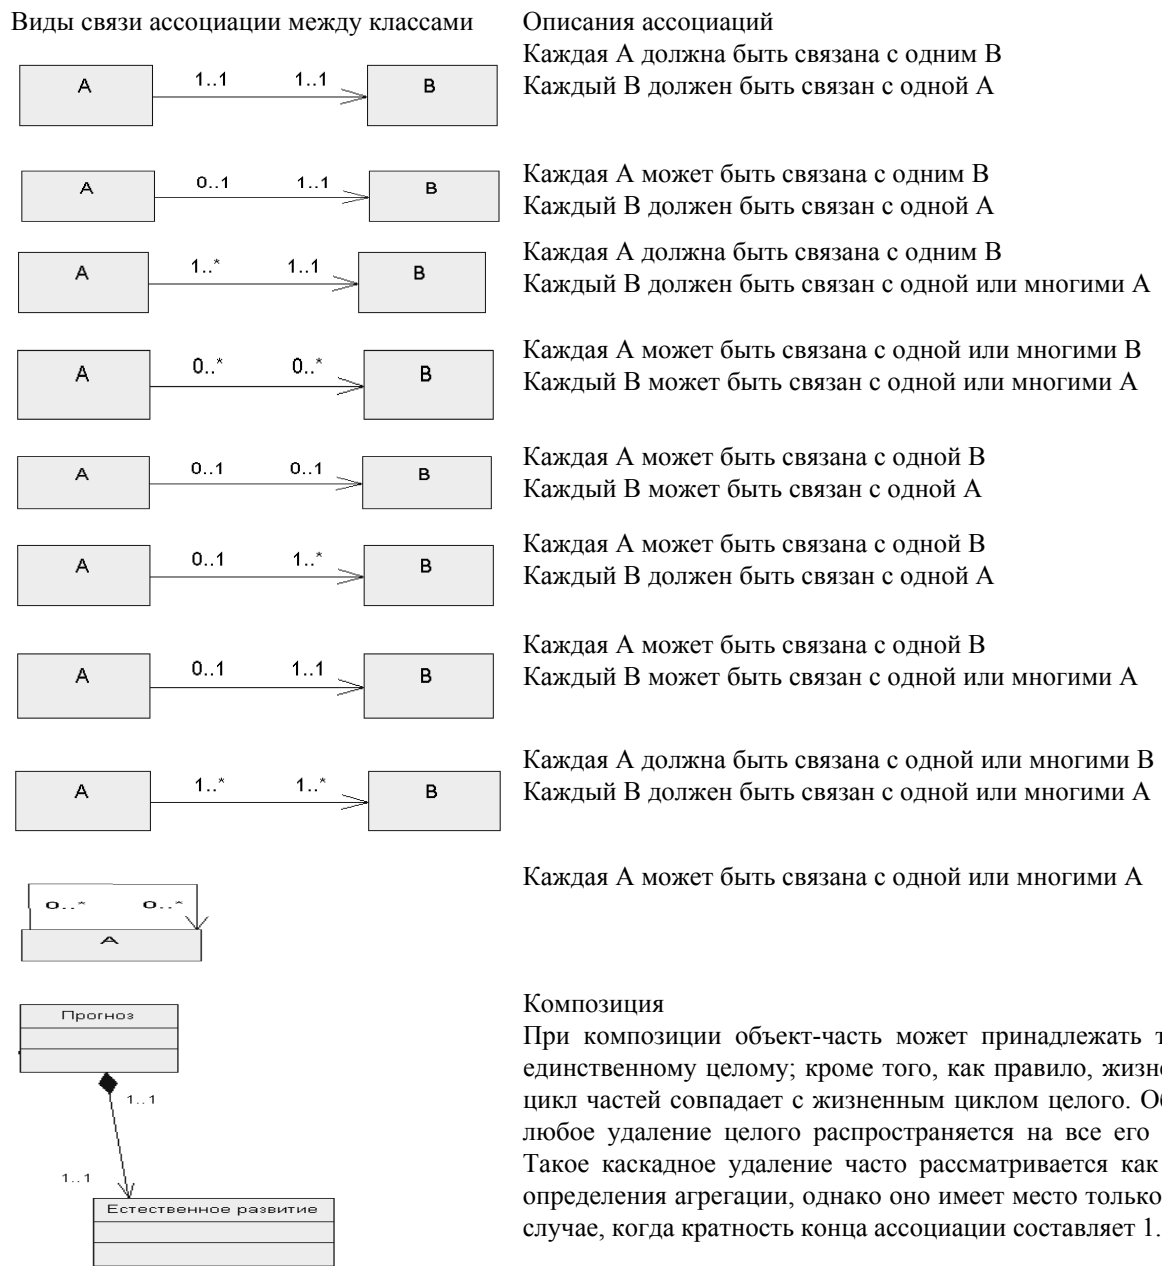 Виды связи ассоциации между классами
Описания ассоциаций
A 1..1 1..1 B
Каждая А должна быть связана с одним В
Каждый В должен быть связан с одной А
A 0..1 1..1 B
Каждая А может быть связана с одним В
Каждый В должен быть связан с одной А
A 1..* 1..1 B
Каждая А должна быть связана с одним В
Каждый В должен быть связан с одной или многими А
A 0..* 0..* B
Каждая А может быть связана с одной или многими В
Каждый В может быть связан с одной или многими А
A 0..1 0..1 B
Каждая А может быть связана с одной В
Каждый В может быть связан с одной А
A 0..1 1..* B
Каждая А может быть связана с одной В
Каждый В должен быть связан с одной А
A 0..1 1..1 B
Каждая А может быть связана с одной В
Каждый В может быть связан с одной или многими А
A 1..* 1..* B
Каждая А должна быть связана с одной или многими В
Каждый В должен быть связан с одной или многими А
0..* 0..*
A
Каждая А может быть связана с одной или многими А
Прогноз
1..1
1..1
Естественное развитие
Композиция
При композиции объект-часть может принадлежать
единственному целому; кроме того, как правило,
цикл частей совпадает с жизненным циклом целого.
любое удаление целого распространяется на все его
Такое каскадное удаление часто рассматривается как
определения агрегации, однако оно имеет место только
случае, когда кратность конца ассоциации составляет 1.